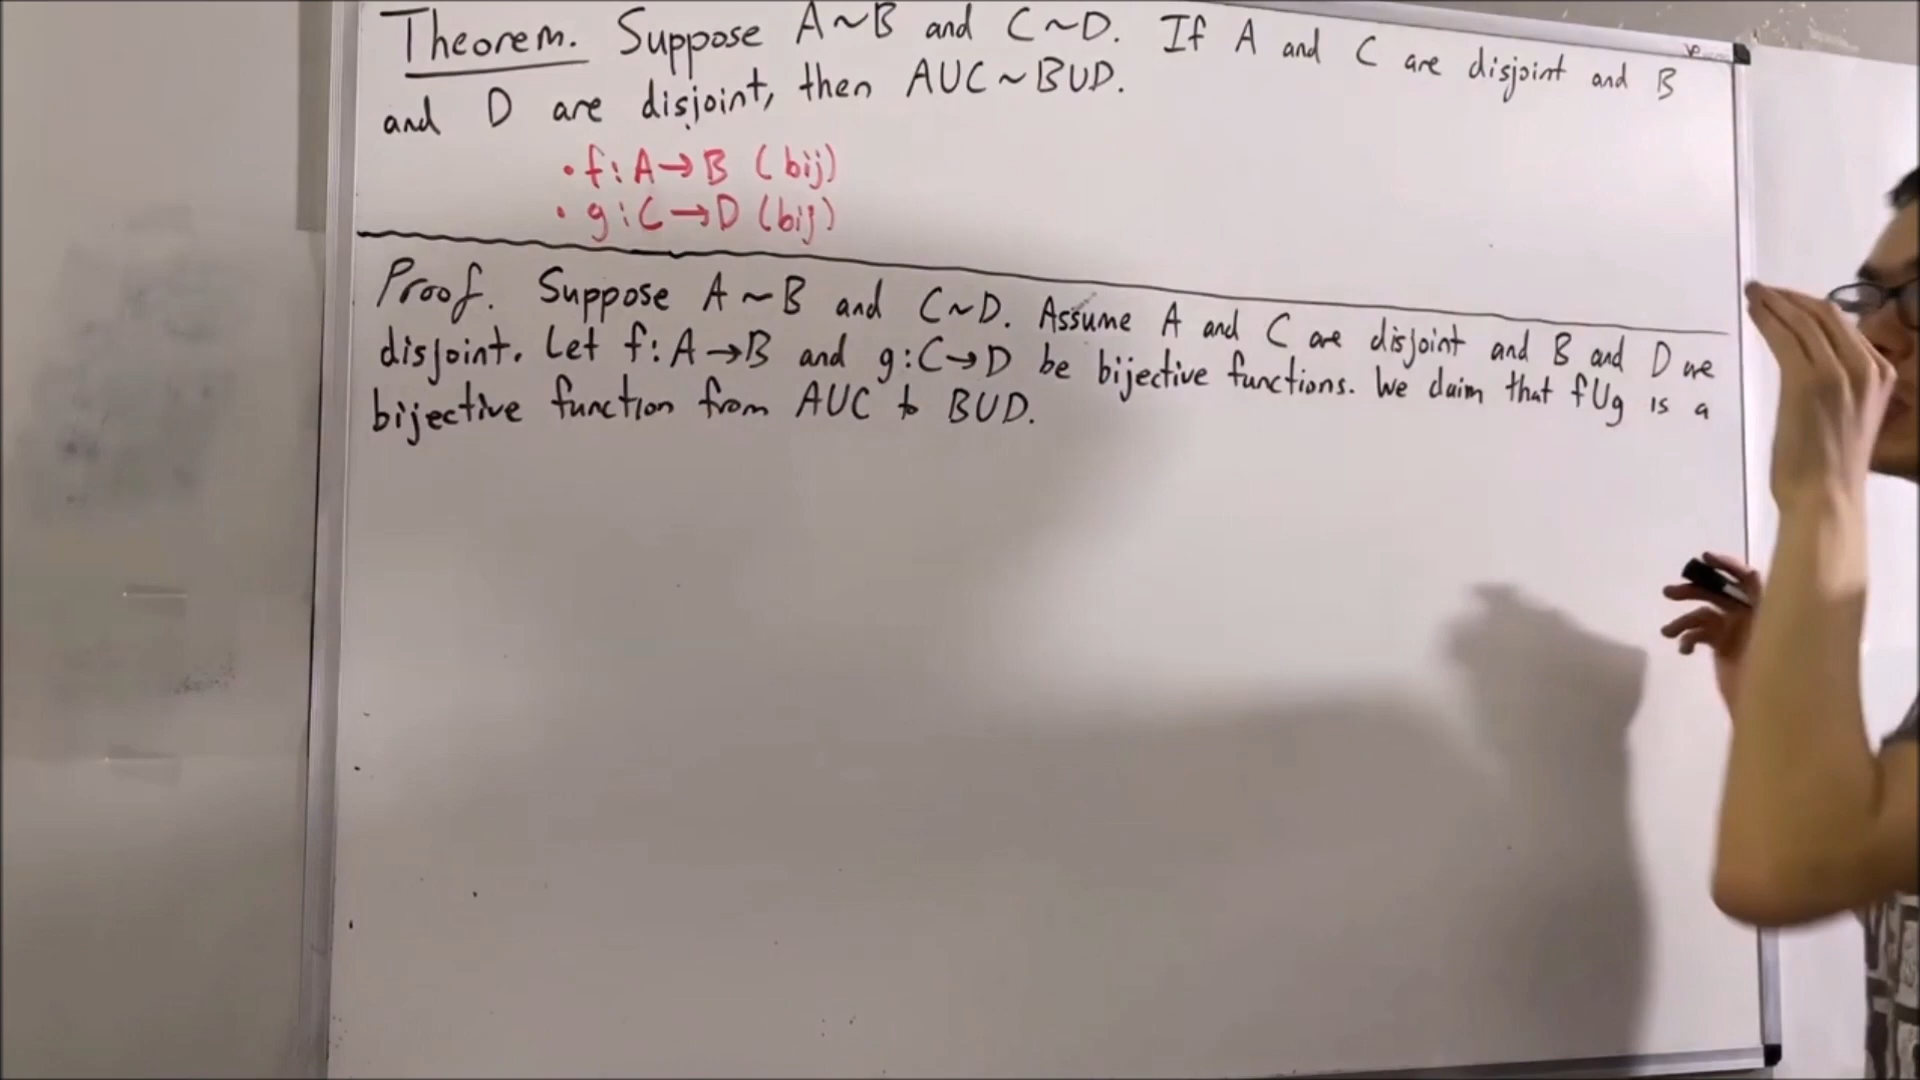 Theorem. Suppose A~B and C~D. If A and C are disjoint and B
and D are disjoint, then A∪C~B∪D.
• f: A→B (bij)
• g: C→D (bij)
Proof. Suppose A~B and C~D. Assume A and C are disjoint and B and D are
disjoint. Let f: A→B and g: C→D be bijective functions. We claim that f∪g is a
bijective function from A∪C to B∪D.